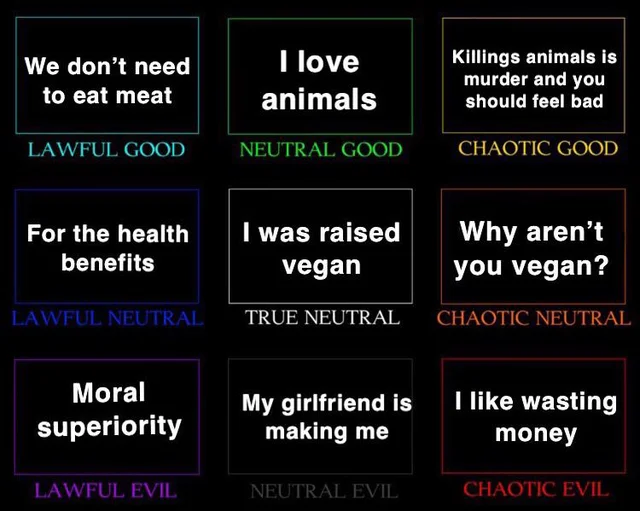 We don't need
to eat meat
LAWFUL GOOD
I love
animals
NEUTRAL GOOD
Killings animals is
murder and you
should feel bad
CHAOTIC GOOD
For the health
benefits
LAWFUL NEUTRAL
I was raised
vegan
TRUE NEUTRAL
Why aren't
you vegan?
CHAOTIC NEUTRAL
Moral
superiority
LAWFUL EVIL
My girlfriend is
making me
NEUTRAL EVIL
I like wasting
money
CHAOTIC EVIL